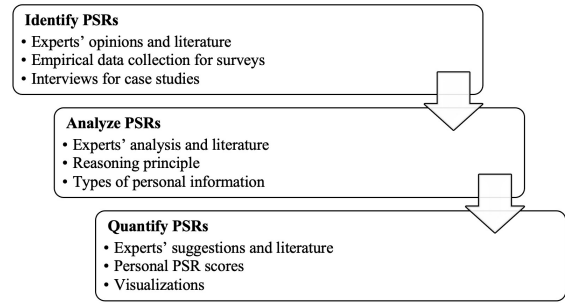 Identify PSRs
• Experts’ opinions and literature
• Empirical data collection for surveys
• Interviews for case studies
Analyze PSRs
• Experts’ analysis and literature
• Reasoning principle
• Types of personal information
Quantify PSRs
• Experts’ suggestions and literature
• Personal PSR scores
• Visualizations